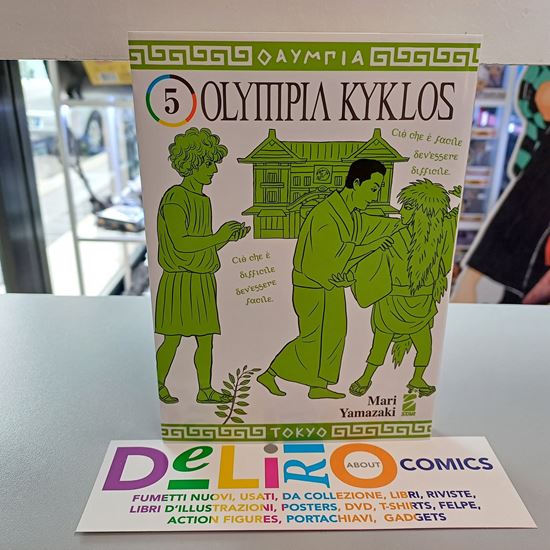 ΟΛΥΜΡΙΑ
5 OLYMPIA KYKLOS
Ciò che è facile
dev'essere
difficile.
Ciò che è
difficile
dev'essere
facile.
Mari
Yamazaki
STAR
TOKYO
DeLiRIO ABOUT COMICS
FUMETTI NUOVI, USATI, DA COLLEZIONE, LIBRI, RIVISTE,
LIBRI D'ILLUSTRAZIONI, POSTERS, DVD, T-SHIRTS, FELPE,
ACTION FIGURES, PORTACHIAVI, GADGETS